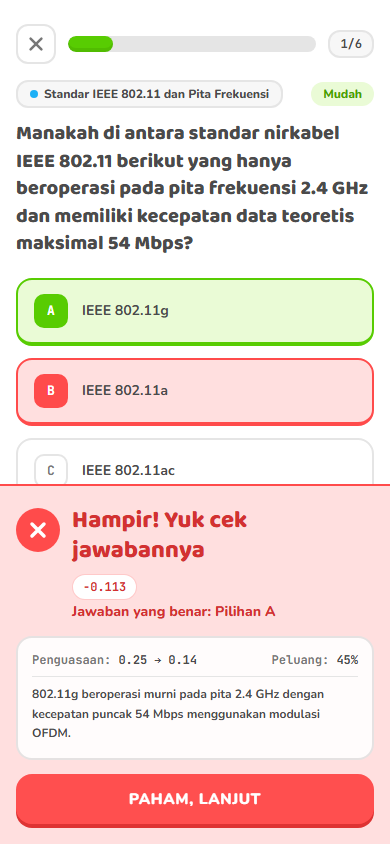 1/6
Standar IEEE 802.11 dan Pita Frekuensi
Mudah
Manakah di antara standar nirkabel
IEEE 802.11 berikut yang hanya
beroperasi pada pita frekuensi 2.4 GHz
dan memiliki kecepatan data teoretis
maksimal 54 Mbps?
A IEEE 802.11g
B IEEE 802.11a
C IEEE 802.11ac
Hampir! Yuk cek
jawabannya
-0.113
Jawaban yang benar: Pilihan A
Penguasaan: 0.25 → 0.14 Peluang: 45%
802.11g beroperasi murni pada pita 2.4 GHz dengan
kecepatan puncak 54 Mbps menggunakan modulasi
OFDM.
PAHAM, LANJUT